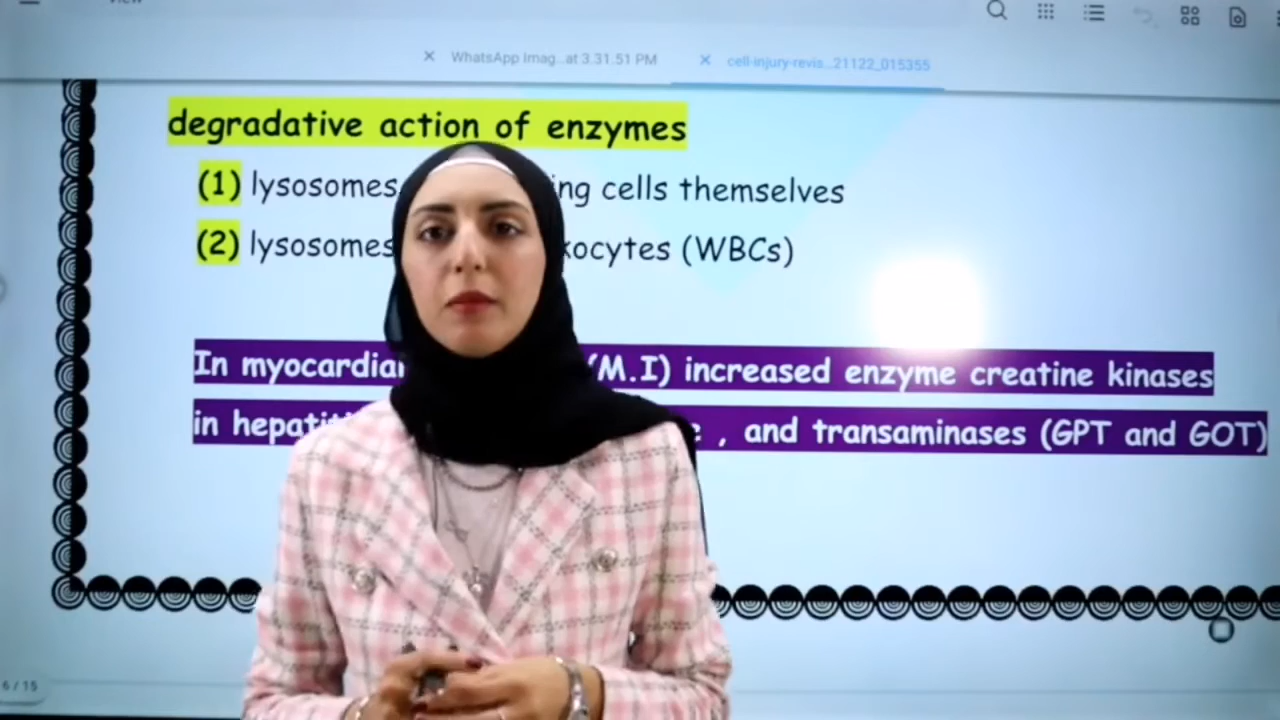 View
WhatsApp Imag...at 3.31.51 PM cell-injury-revis...21122_015355
degradative action of enzymes
(1) lysosomes ing cells themselves
(2) lysosomes kocytes (WBCs)
In myocardia (M.I) increased enzyme creatine kinases
in hepati , and transaminases (GPT and GOT)
6 / 15